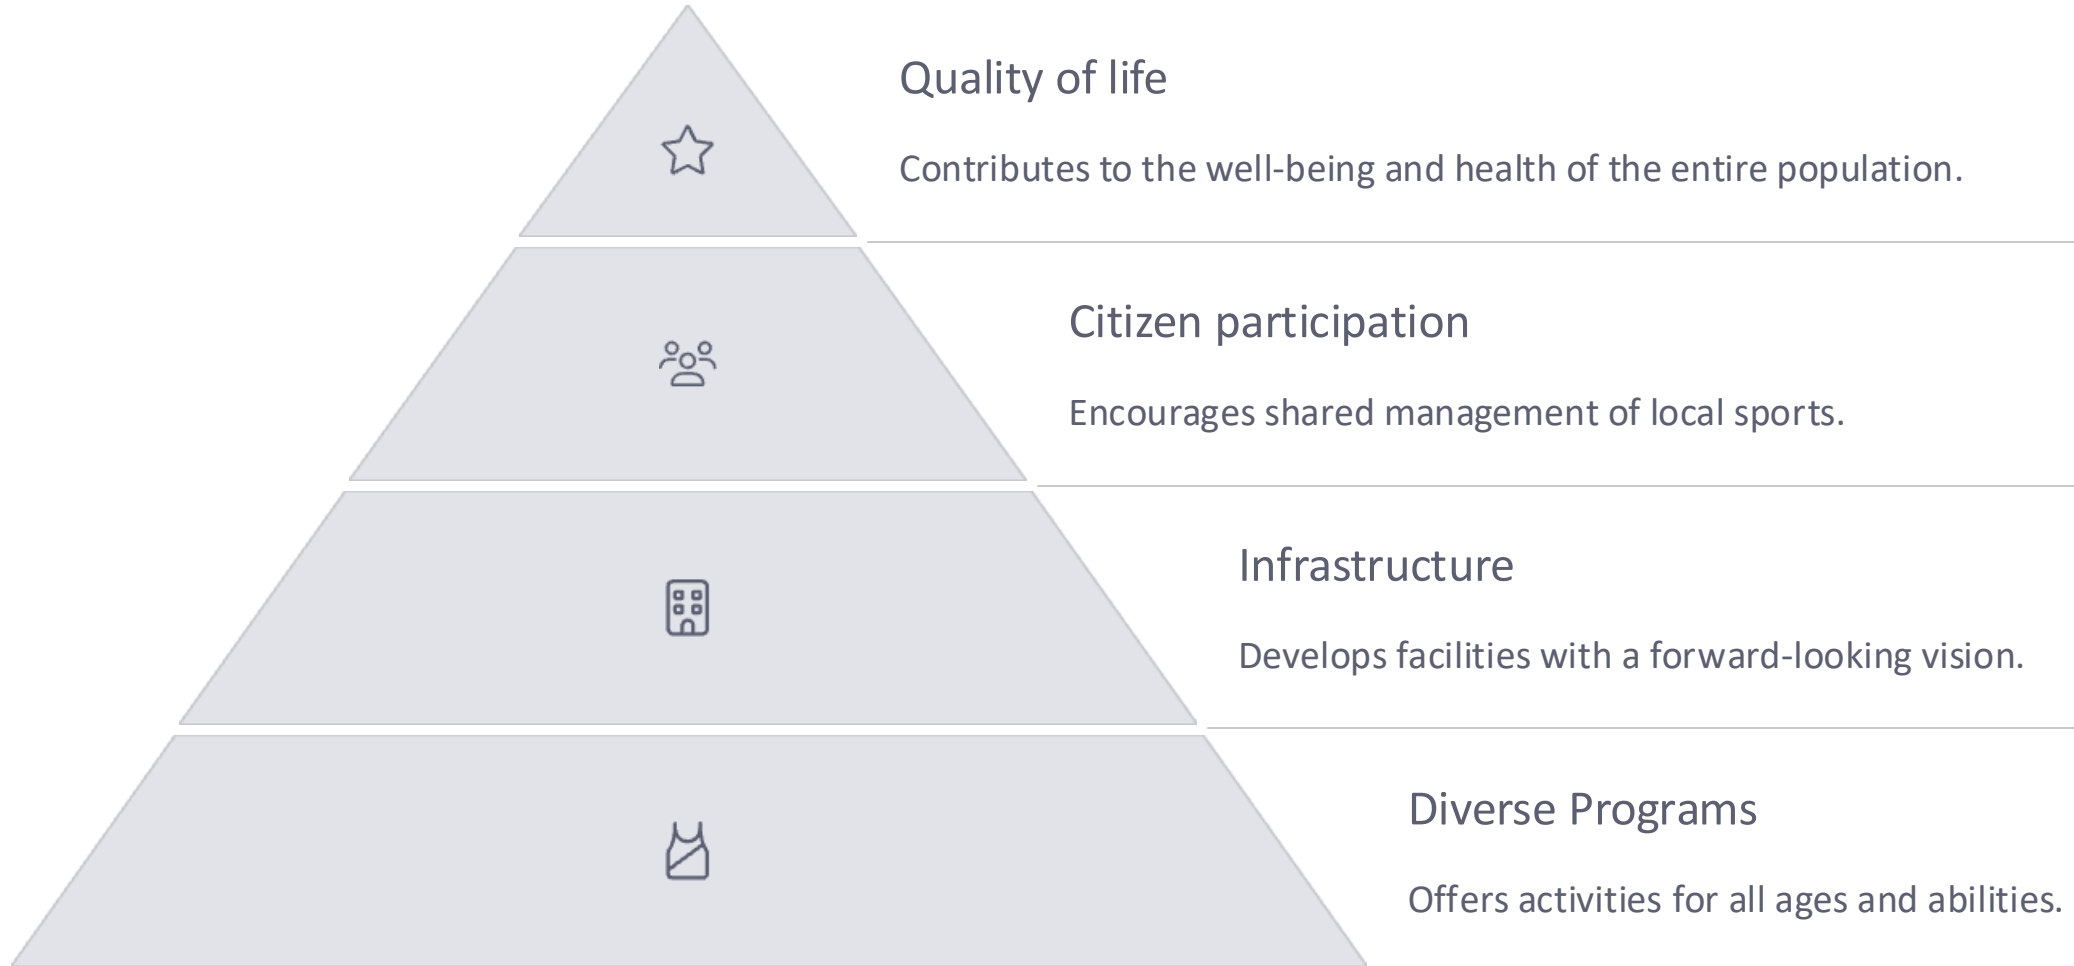 Quality of life
Contributes to the well-being and health of the entire population.
Citizen participation
Encourages shared management of local sports.
Infrastructure
Develops facilities with a forward-looking vision.
Diverse Programs
Offers activities for all ages and abilities.